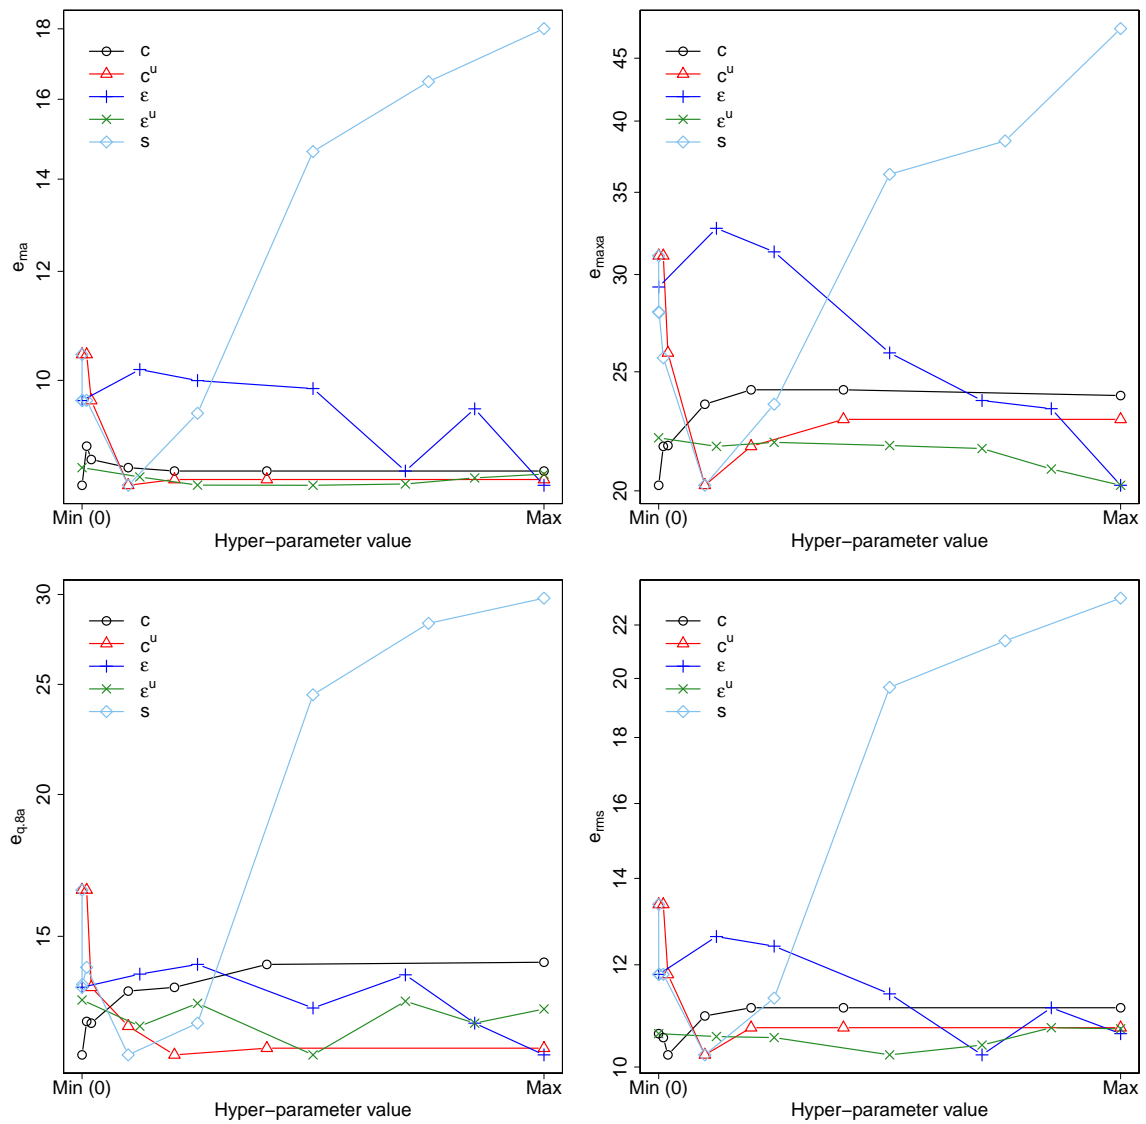 18
16
14
12
10
e_ma
c
c^u
ε
ε^u
s
Min (0)
Max
Hyper−parameter value
45
40
35
30
25
20
e_maxa
c
c^u
ε
ε^u
s
Min (0)
Max
Hyper−parameter value
30
25
20
15
e_q.8a
c
c^u
ε
ε^u
s
Min (0)
Max
Hyper−parameter value
22
20
18
16
14
12
10
e_rms
c
c^u
ε
ε^u
s
Min (0)
Max
Hyper−parameter value